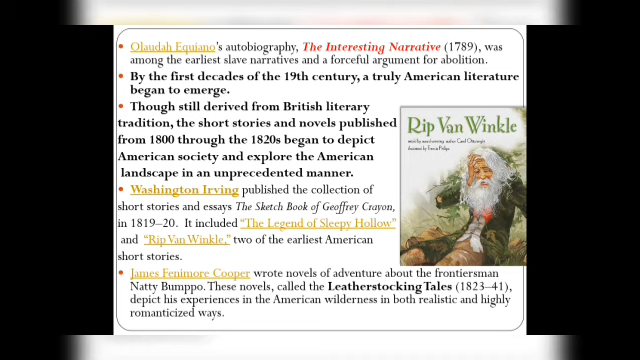 • Olaudah Equiano's autobiography, The Interesting Narrative (1789), was
among the earliest slave narratives and a forceful argument for abolition.
• By the first decades of the 19th century, a truly American literature
began to emerge.
• Though still derived from British literary
tradition, the short stories and novels published
from 1800 through the 1820s began to depict
American society and explore the American
landscape in an unprecedented manner.
• Washington Irving published the collection of
short stories and essays The Sketch Book of Geoffrey Crayon,
in 1819–20. It included "The Legend of Sleepy Hollow"
and "Rip Van Winkle," two of the earliest American
short stories.
Rip Van Winkle
• James Fenimore Cooper wrote novels of adventure about the frontiersman
Natty Bumppo. These novels, called the Leatherstocking Tales (1823–41),
depict his experiences in the American wilderness in both realistic and highly
romanticized ways.